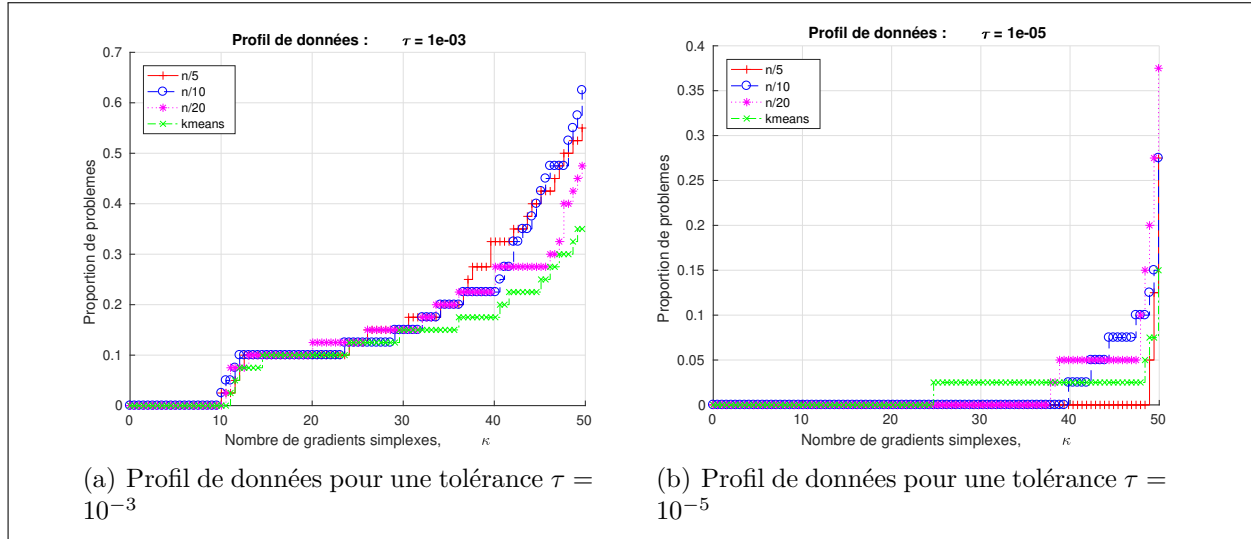 Profil de données : τ = 1e-03
0.7
0.6
0.5
0.4
0.3
0.2
0.1
0
Proportion de problemes
n/5
n/10
n/20
kmeans
0 10 20 30 40 50
Nombre de gradients simplexes, κ
(a) Profil de données pour une tolérance τ =
10⁻³
Profil de données : τ = 1e-05
0.4
0.35
0.3
0.25
0.2
0.15
0.1
0.05
0
Proportion de problemes
n/5
n/10
n/20
kmeans
0 10 20 30 40 50
Nombre de gradients simplexes, κ
(b) Profil de données pour une tolérance τ =
10⁻⁵